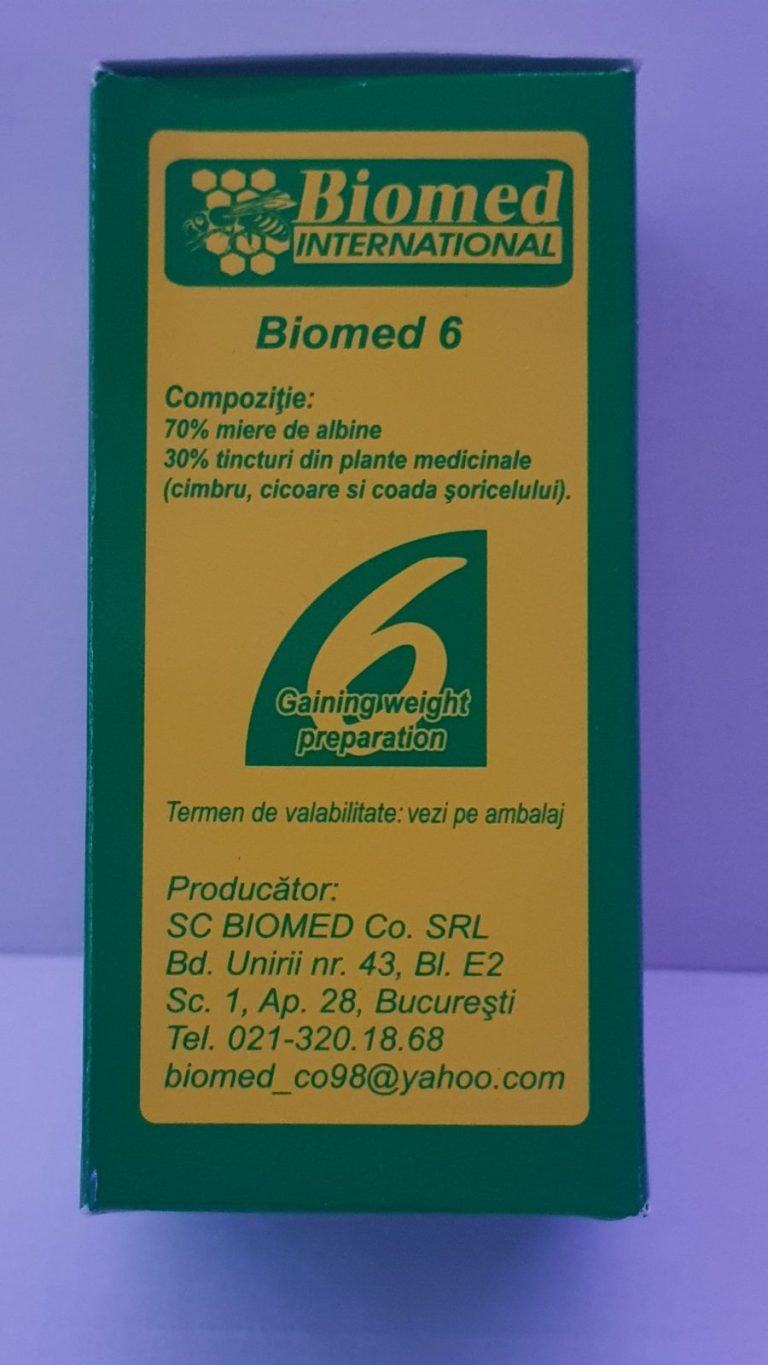 Biomed
INTERNATIONAL
Biomed 6
Compoziţie:
70% miere de albine
30% tincturi din plante medicinale
(cimbru, cicoare si coada şoricelului).
6
Gaining weight
preparation
Termen de valabilitate: vezi pe ambalaj
Producător:
SC BIOMED Co. SRL
Bd. Unirii nr. 43, Bl. E2
Sc. 1, Ap. 28, Bucureşti
Tel. 021-320.18.68
biomed_co98@yahoo.com